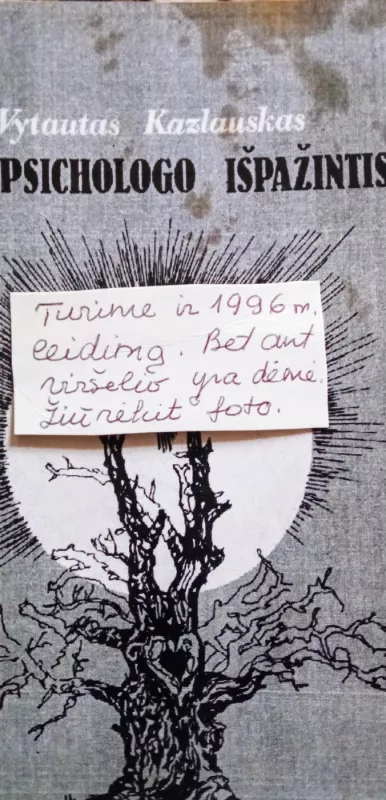 Vytautas Kazlauskas
PSICHOLOGO IŠPAŽINTIS
Turime ir 1996 m.
leidimą. Bet ant
viršelio yra dėmė.
Žiūrėkit foto.